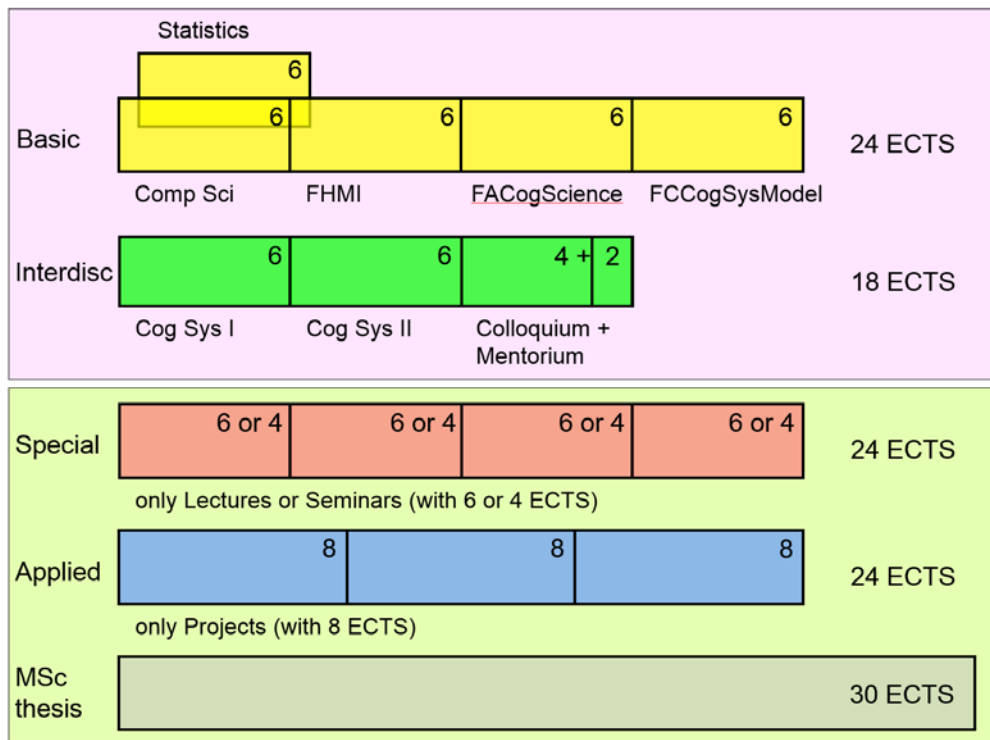 Statistics
6
Basic
6
6
6
6
24 ECTS
Comp Sci
FHMI
FACogScience
FCCogSysModel
Interdisc
6
6
4 +
2
18 ECTS
Cog Sys I
Cog Sys II
Colloquium +
Mentorium
Special
6 or 4
6 or 4
6 or 4
6 or 4
24 ECTS
only Lectures or Seminars (with 6 or 4 ECTS)
Applied
8
8
8
24 ECTS
only Projects (with 8 ECTS)
MSc
thesis
30 ECTS